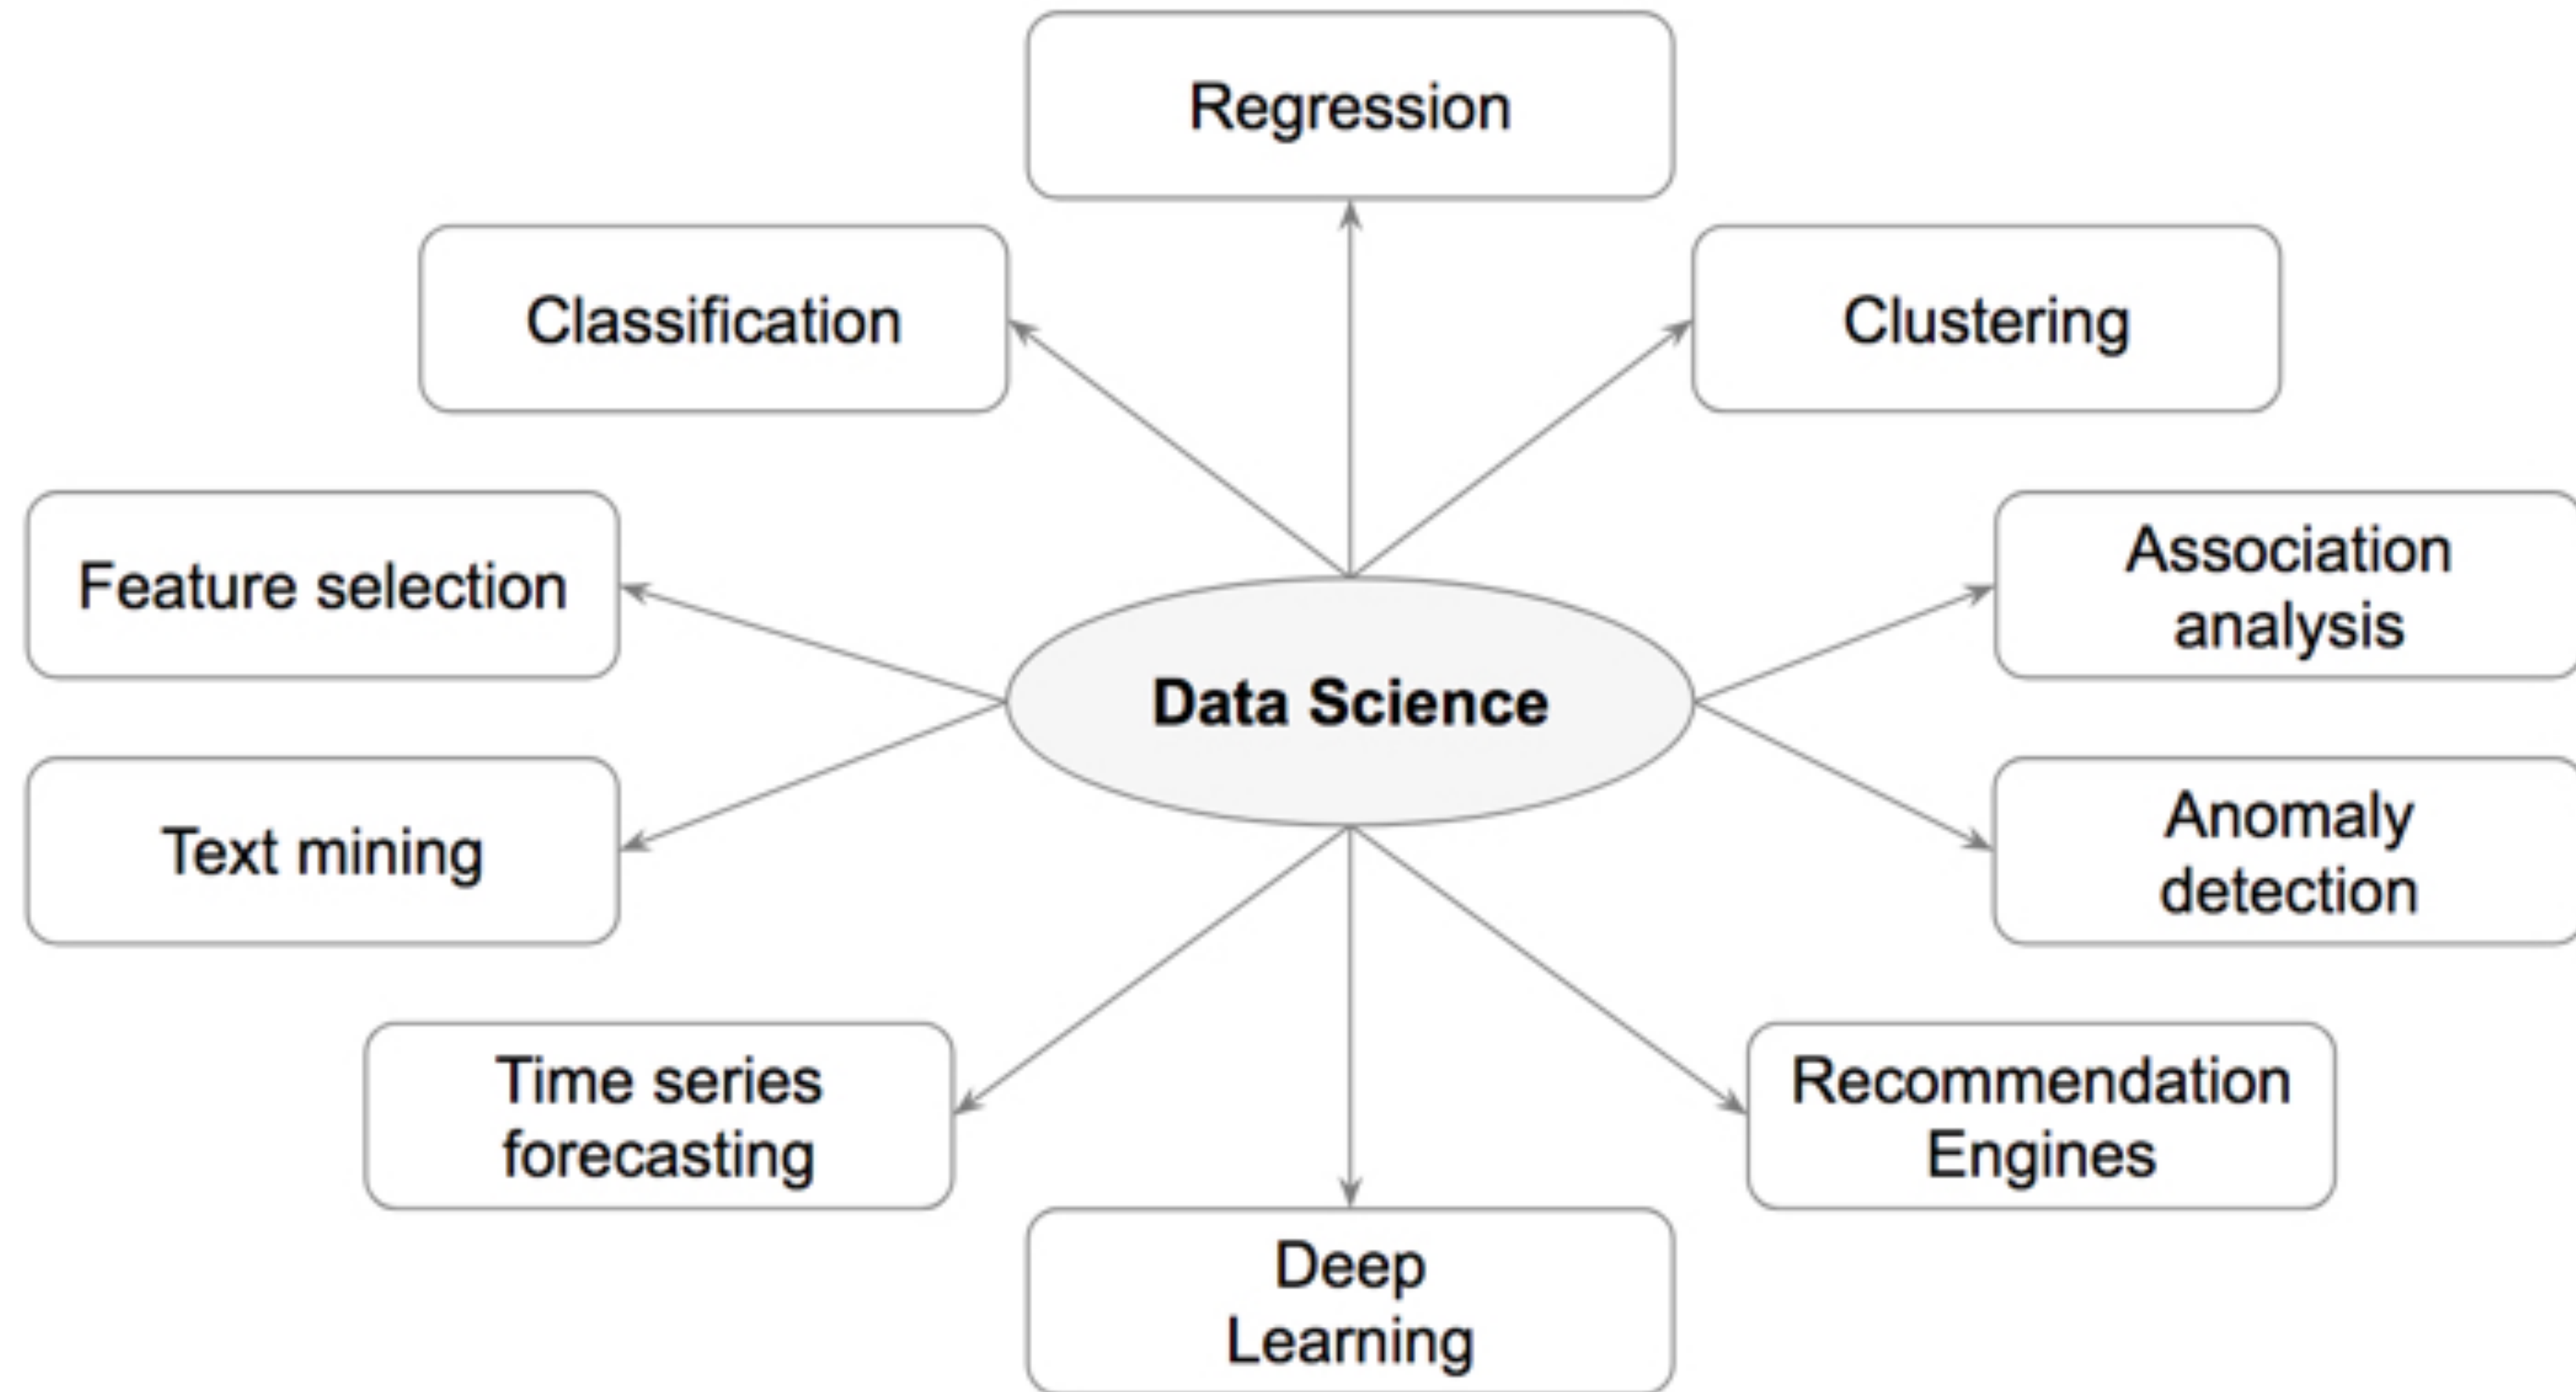 Regression
Classification
Clustering
Feature selection
Association
analysis
Data Science
Text mining
Anomaly
detection
Time series
forecasting
Recommendation
Engines
Deep
Learning